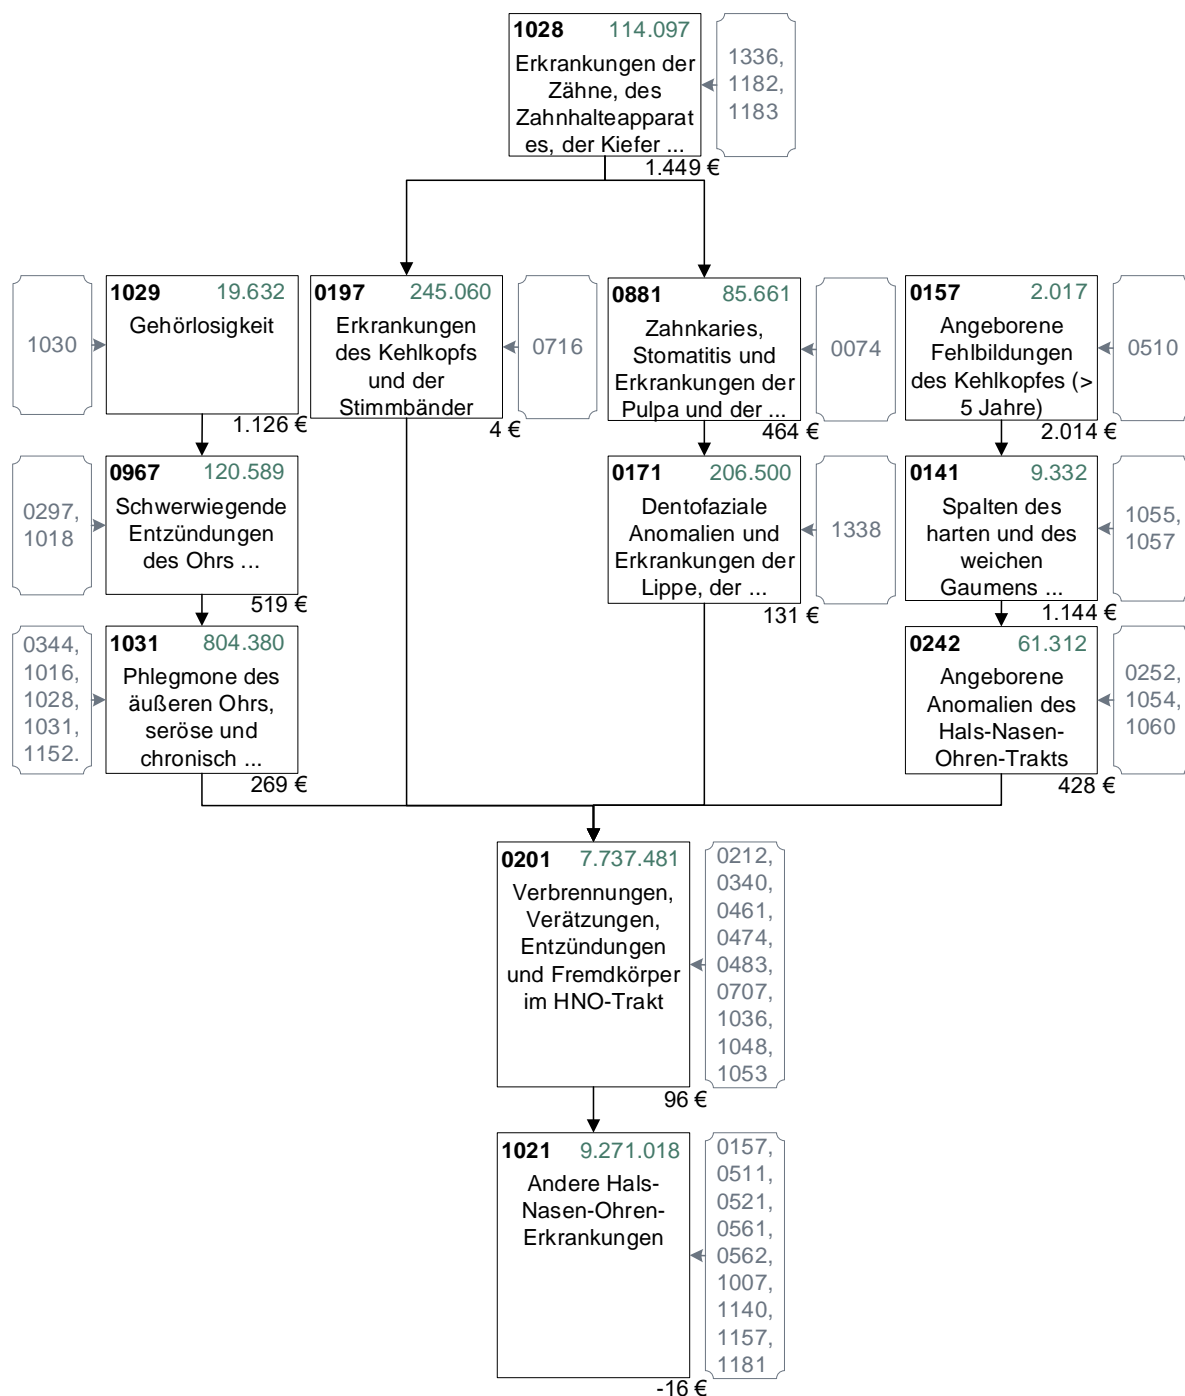 1028 114.097
Erkrankungen der
Zähne, des
Zahnhalteapparat
es, der Kiefer ...
1.449 €
1336,
1182,
1183
1030
1029 19.632
Gehörlosigkeit
1.126 €
0197 245.060
Erkrankungen
des Kehlkopfs
und der
Stimmbänder
4 €
0716
0881 85.661
Zahnkaries,
Stomatitis und
Erkrankungen der
Pulpa und der ...
464 €
0074
0157 2.017
Angeborene
Fehlbildungen
des Kehlkopfes (>
5 Jahre)
2.014 €
0510
0297,
1018
0967 120.589
Schwerwiegende
Entzündungen
des Ohrs ...
519 €
0171 206.500
Dentofaziale
Anomalien und
Erkrankungen der
Lippe, der ...
131 €
1338
0141 9.332
Spalten des
harten und des
weichen
Gaumens ...
1.144 €
1055,
1057
0344,
1016,
1028,
1031,
1152.
1031 804.380
Phlegmone des
äußeren Ohrs,
seröse und
chronisch ...
269 €
0242 61.312
Angeborene
Anomalien des
Hals-Nasen-
Ohren-Trakts
428 €
0252,
1054,
1060
0201 7.737.481
Verbrennungen,
Verätzungen,
Entzündungen
und Fremdkörper
im HNO-Trakt
96 €
0212,
0340,
0461,
0474,
0483,
0707,
1036,
1048,
1053
1021 9.271.018
Andere Hals-
Nasen-Ohren-
Erkrankungen
-16 €
0157,
0511,
0521,
0561,
0562,
1007,
1140,
1157,
1181